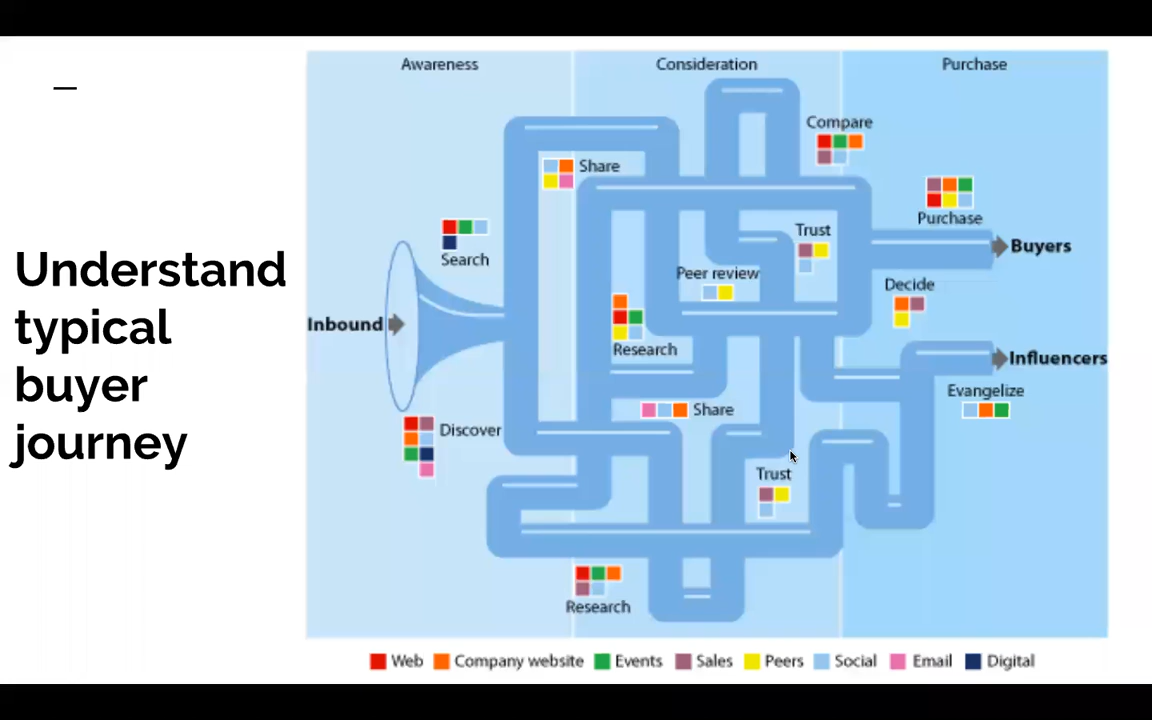 Understand
typical
buyer
journey
Awareness
Consideration
Purchase
Compare
Share
Purchase
Search
Trust
Buyers
Peer review
Decide
Inbound
Research
Influencers
Evangelize
Share
Discover
Trust
Research
Web
Company website
Events
Sales
Peers
Social
Email
Digital